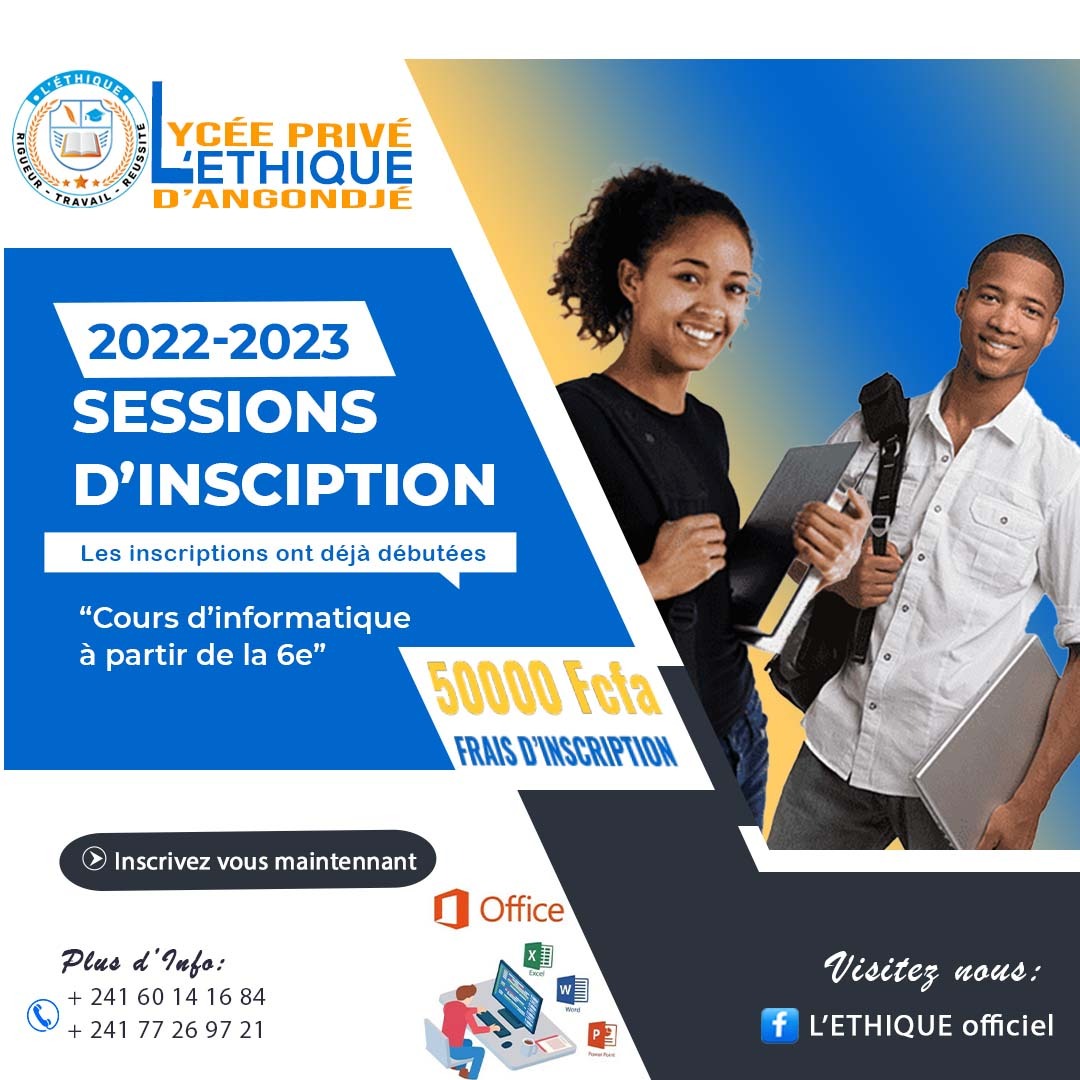 L'ÉTHIQUE
RIGUEUR - TRAVAIL - REUSSITE
LYCÉE PRIVÉ
L'ETHIQUE
D'ANGONDJÉ
2022-2023
SESSIONS
D'INSCIPTION
Les inscriptions ont déjà débutées
“Cours d'informatique
à partir de la 6e”
50000 Fcfa
FRAIS D'INSCRIPTION
Inscrivez vous maintennant
Office
Excel
Word
Power Point
Plus d'Info:
+ 241 60 14 16 84
+ 241 77 26 97 21
Visitez nous:
L'ETHIQUE officiel